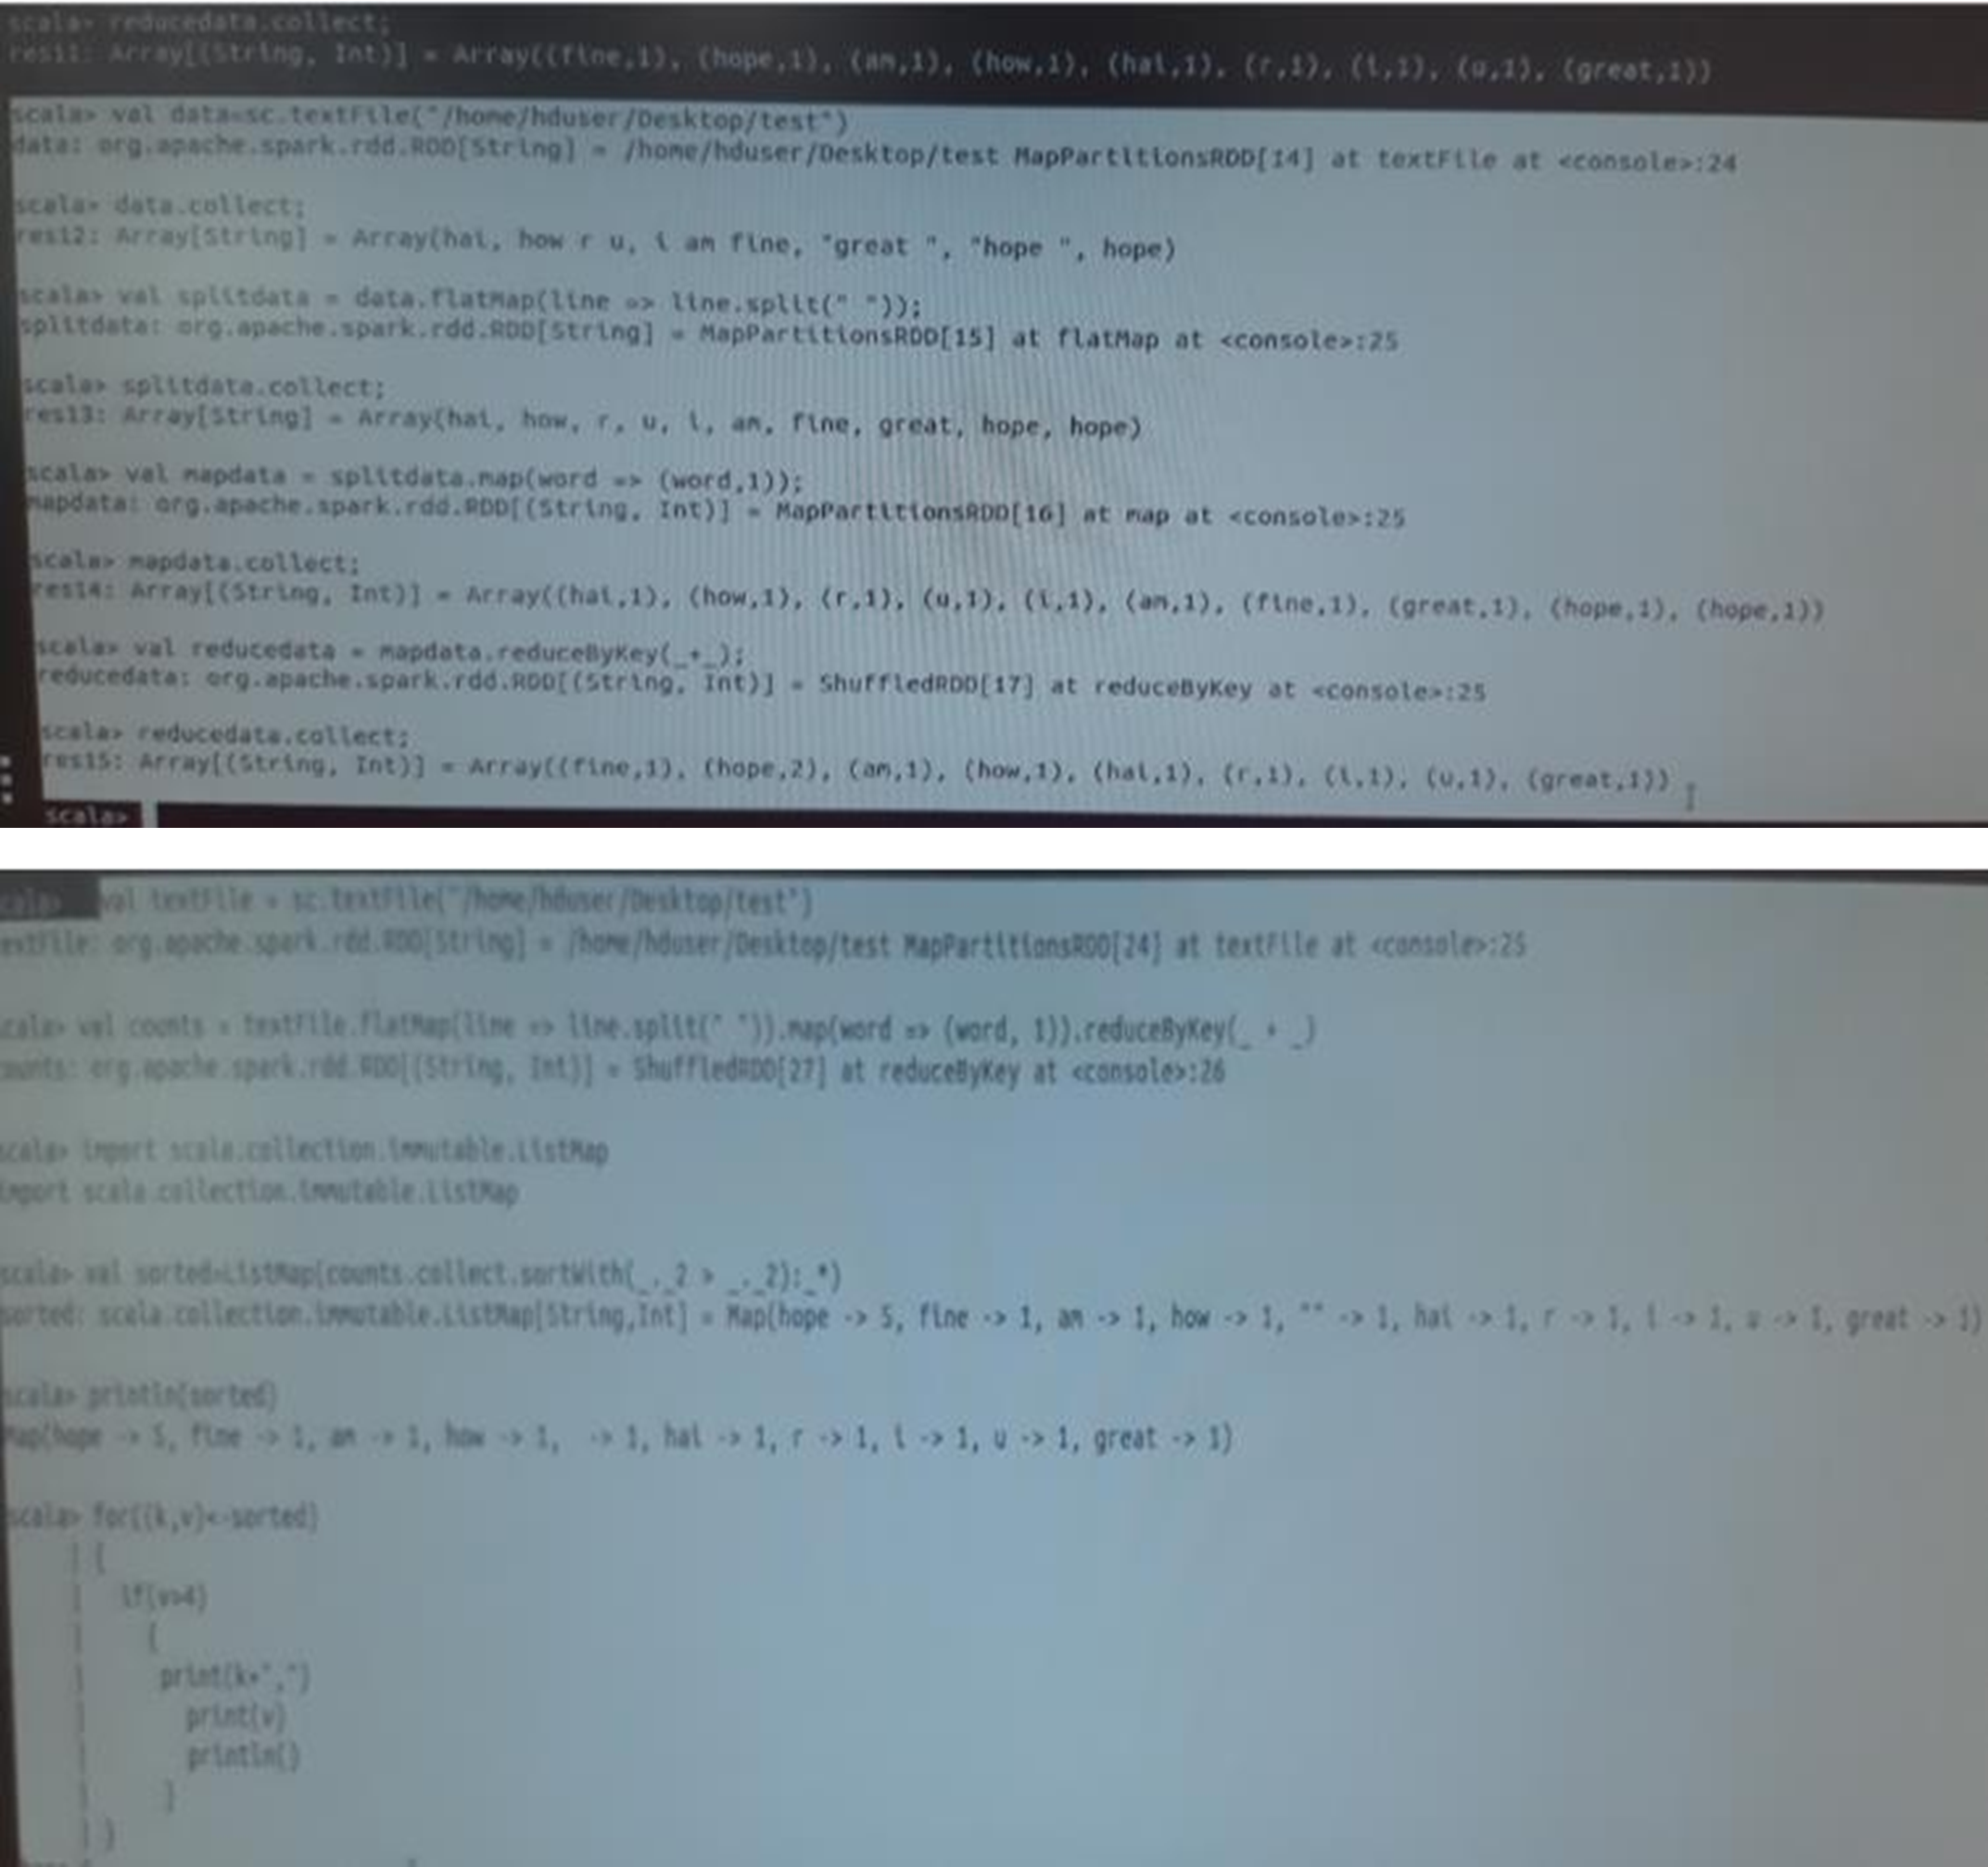 scala> reducedata.collect;
res11: Array[(String, Int)] = Array((fine,1), (hope,1), (am,1), (how,1), (hai,1), (r,1), (i,1), (u,1), (great,1))
scala> val data=sc.textFile("/home/hduser/Desktop/test")
data: org.apache.spark.rdd.RDD[String] = /home/hduser/Desktop/test MapPartitionsRDD[14] at textFile at <console>:24
scala> data.collect;
res12: Array[String] = Array(hai, how r u, i am fine, "great ", "hope ", hope)
scala> val splitdata = data.flatMap(line => line.split(" "));
splitdata: org.apache.spark.rdd.RDD[String] = MapPartitionsRDD[15] at flatMap at <console>:25
scala> splitdata.collect;
res13: Array[String] = Array(hai, how, r, u, i, am, fine, great, hope, hope)
scala> val mapdata = splitdata.map(word => (word,1));
mapdata: org.apache.spark.rdd.RDD[(String, Int)] = MapPartitionsRDD[16] at map at <console>:25
scala> mapdata.collect;
res14: Array[(String, Int)] = Array((hai,1), (how,1), (r,1), (u,1), (i,1), (am,1), (fine,1), (great,1), (hope,1), (hope,1))
scala> val reducedata = mapdata.reduceByKey(_+_);
reducedata: org.apache.spark.rdd.RDD[(String, Int)] = ShuffledRDD[17] at reduceByKey at <console>:25
scala> reducedata.collect;
res15: Array[(String, Int)] = Array((fine,1), (hope,2), (am,1), (how,1), (hai,1), (r,1), (i,1), (u,1), (great,1))
scala>
cala> val textFile = sc.textFile("/home/hduser/Desktop/test")
extFile: org.apache.spark.rdd.RDD[String] = /home/hduser/Desktop/test MapPartitionsRDD[24] at textFile at <console>:25
scala> val counts = textFile.flatMap(line => line.split(" ")).map(word => (word, 1)).reduceByKey(_ + _)
ounts: org.apache.spark.rdd.RDD[(String, Int)] = ShuffledRDD[27] at reduceByKey at <console>:26
scala> import scala.collection.immutable.ListMap
import scala.collection.immutable.ListMap
scala> val sorted=ListMap(counts.collect.sortWith(_._2 > _._2):_*)
sorted: scala.collection.immutable.ListMap[String,Int] = Map(hope -> 5, fine -> 1, am -> 1, how -> 1, "" -> 1, hai -> 1, r -> 1, i -> 1, u -> 1, great -> 1)
scala> println(sorted)
Map(hope -> 5, fine -> 1, am -> 1, how -> 1,  -> 1, hai -> 1, r -> 1, i -> 1, u -> 1, great -> 1)
scala> for((k,v)<-sorted)
| {
| if(v>4)
| {
| print(k+",")
| print(v)
| println()
| }
| }